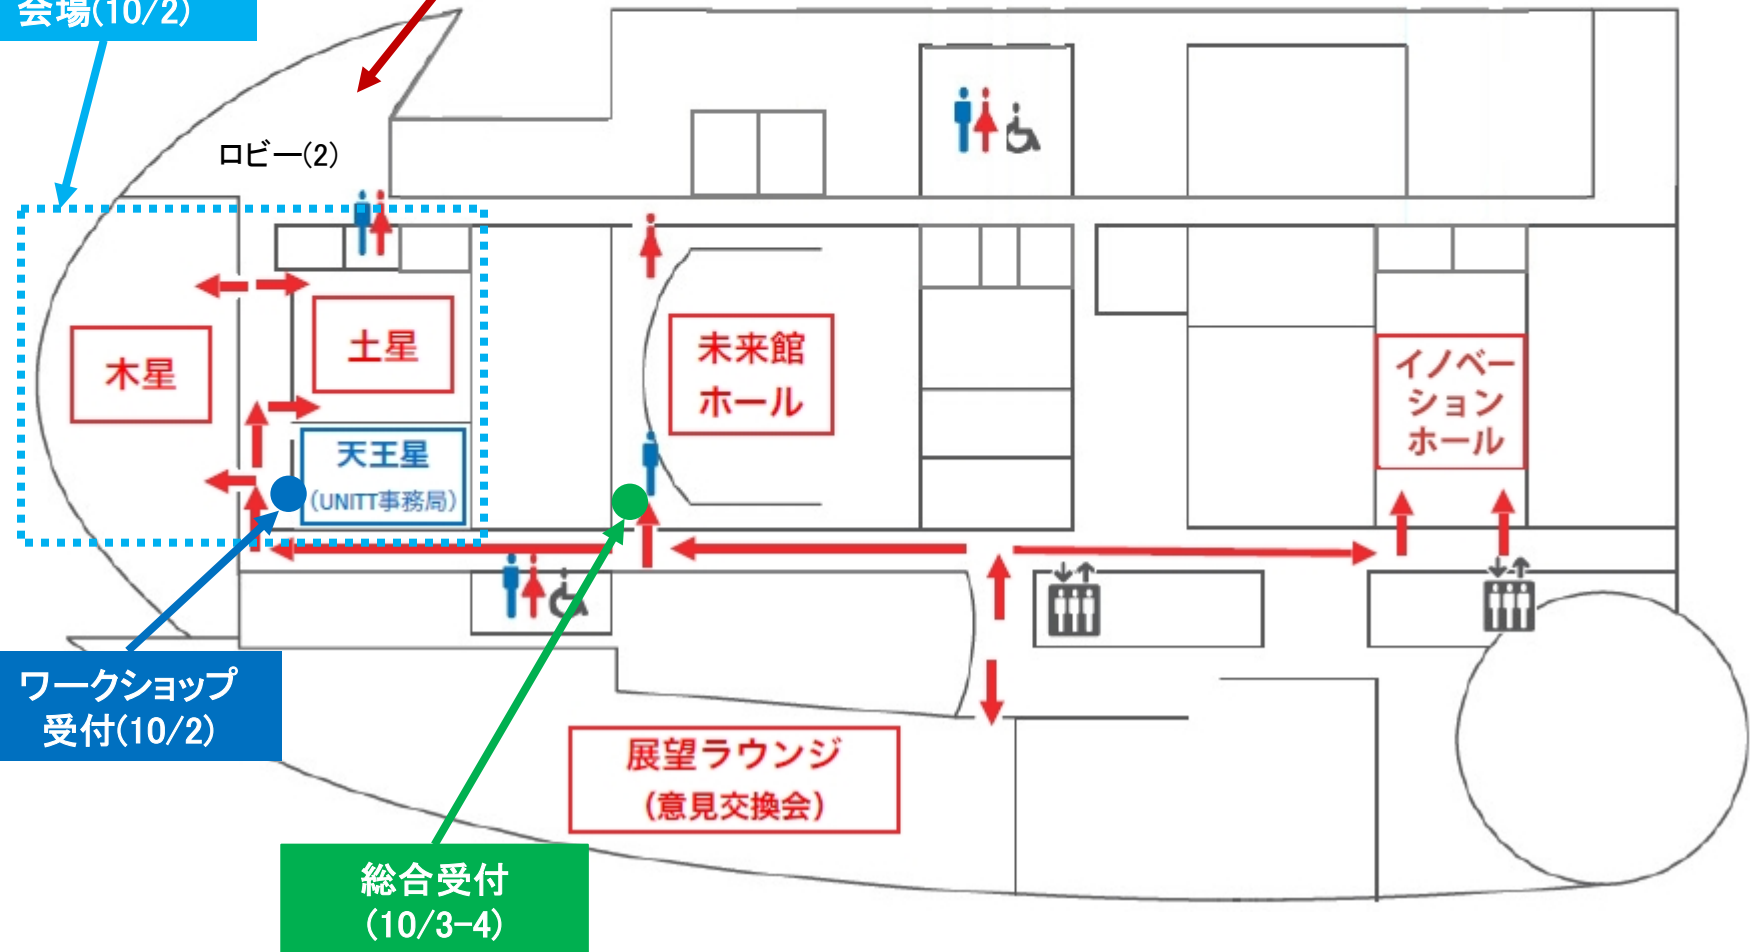 会場(10/2)
ロビー(2)
木星
土星
天王星
(UNITT事務局)
未来館
ホール
イノベー
ション
ホール
ワークショップ
受付(10/2)
展望ラウンジ
(意見交換会)
総合受付
(10/3-4)